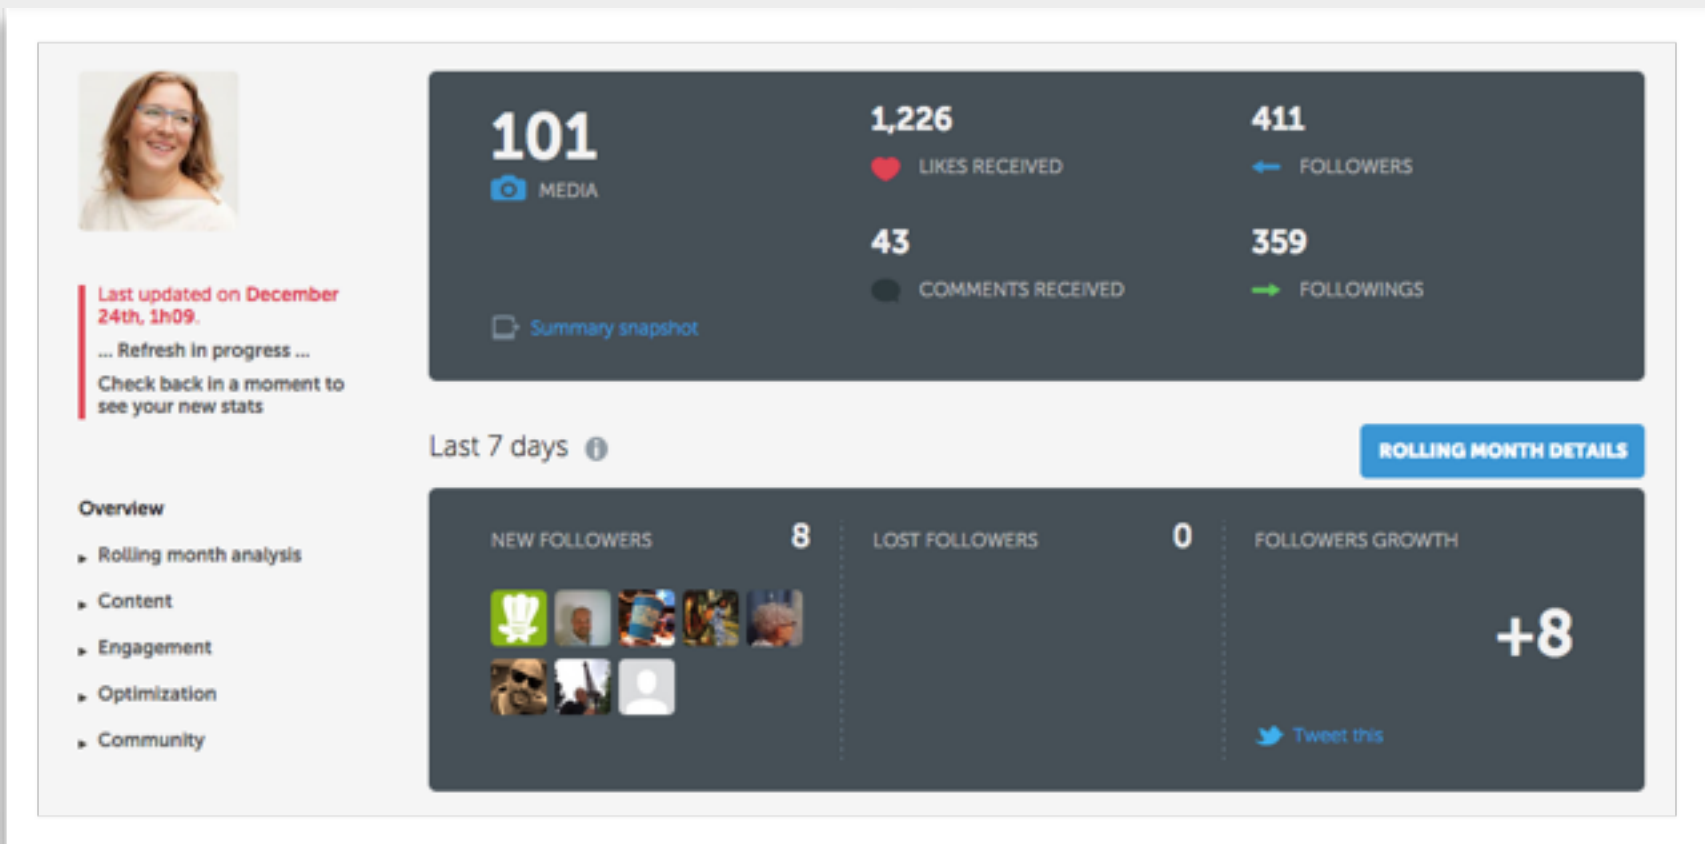 101
MEDIA
Summary snapshot
1,226
LIKES RECEIVED
43
COMMENTS RECEIVED
411
FOLLOWERS
359
FOLLOWINGS
Last updated on December
24th, 1h09.
... Refresh in progress ...
Check back in a moment to
see your new stats
Overview
Rolling month analysis
Content
Engagement
Optimization
Community
Last 7 days
ROLLING MONTH DETAILS
NEW FOLLOWERS 8
LOST FOLLOWERS 0
FOLLOWERS GROWTH
+8
Tweet this